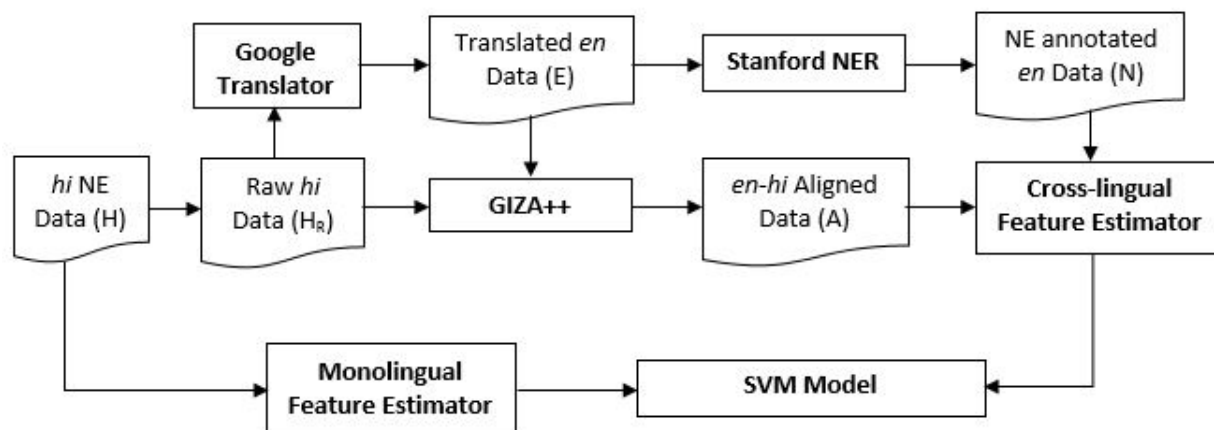 Google
Translator
Translated en
Data (E)
Stanford NER
NE annotated
en Data (N)
hi NE
Data (H)
Raw hi
Data (HR)
GIZA++
en-hi Aligned
Data (A)
Cross-lingual
Feature Estimator
Monolingual
Feature Estimator
SVM Model